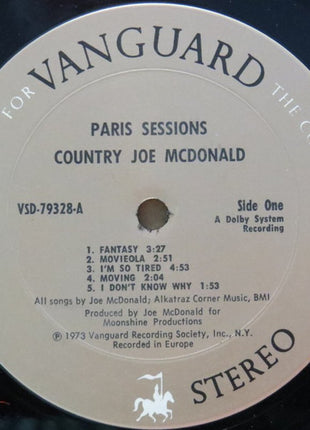 FOR VANGUARD THE C
PARIS SESSIONS
COUNTRY JOE MCDONALD
VSD-79328-A
Side One
A Dolby System
Recording
1. FANTASY 3:27
2. MOVIEOLA 2:51
3. I'M SO TIRED 4:53
4. MOVING 2:04
5. I DON'T KNOW WHY 1:53
All songs by Joe McDonald; Alkatraz Corner Music, BMI
Produced by Joe McDonald for
Moonshine Productions
℗ 1973 Vanguard Recording Society, Inc., N.Y.
Recorded in Europe
STEREO